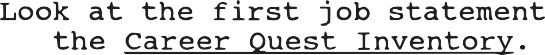 Look at the first job statement
the Career Quest Inventory.